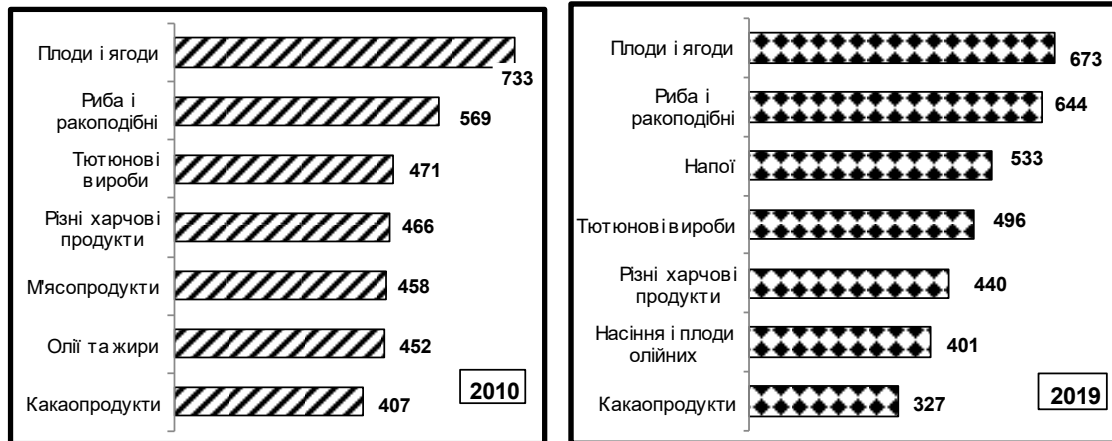 Плоди і ягоди
733
Риба і
ракоподібні
569
Тютюнові
вироби
471
Різні харчові
продукти
466
М'ясопродукти
458
Олії та жири
452
Какаопродукти
407
2010
Плоди і ягоди
673
Риба і
ракоподібні
644
Напої
533
Тютюнові вироби
496
Різні харчові
продукти
440
Насіння і плоди
олійних
401
Какаопродукти
327
2019